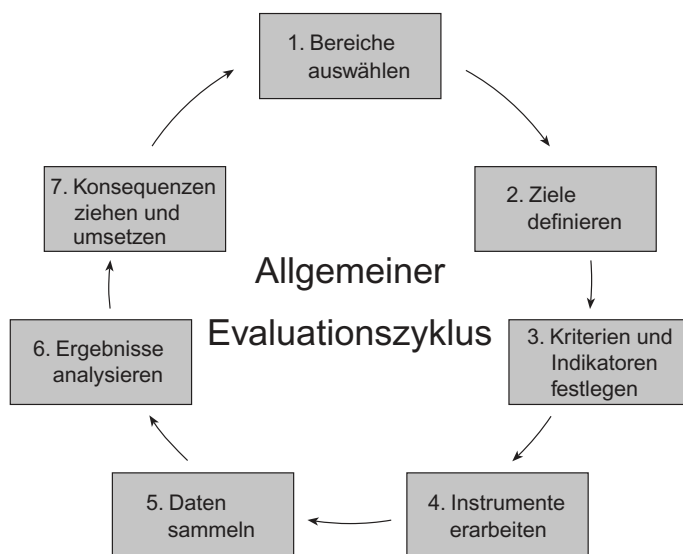 1. Bereiche
auswählen
2. Ziele
definieren
3. Kriterien und
Indikatoren
festlegen
4. Instrumente
erarbeiten
5. Daten
sammeln
6. Ergebnisse
analysieren
7. Konsequenzen
ziehen und
umsetzen
Allgemeiner
Evaluationszyklus